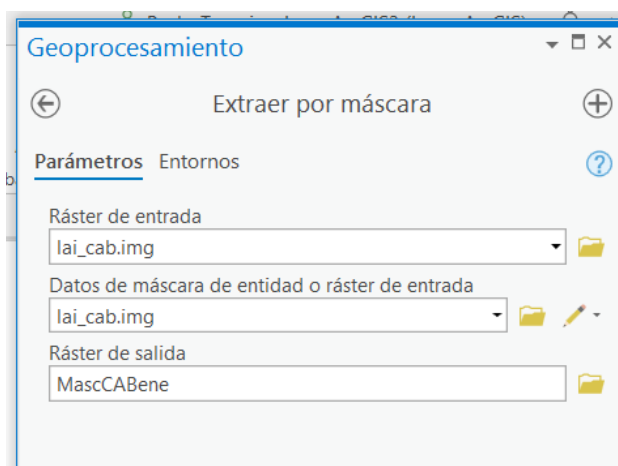 Geoprocesamiento
Extraer por máscara
Parámetros Entornos
Ráster de entrada
lai_cab.img
Datos de máscara de entidad o ráster de entrada
lai_cab.img
Ráster de salida
MascCABene